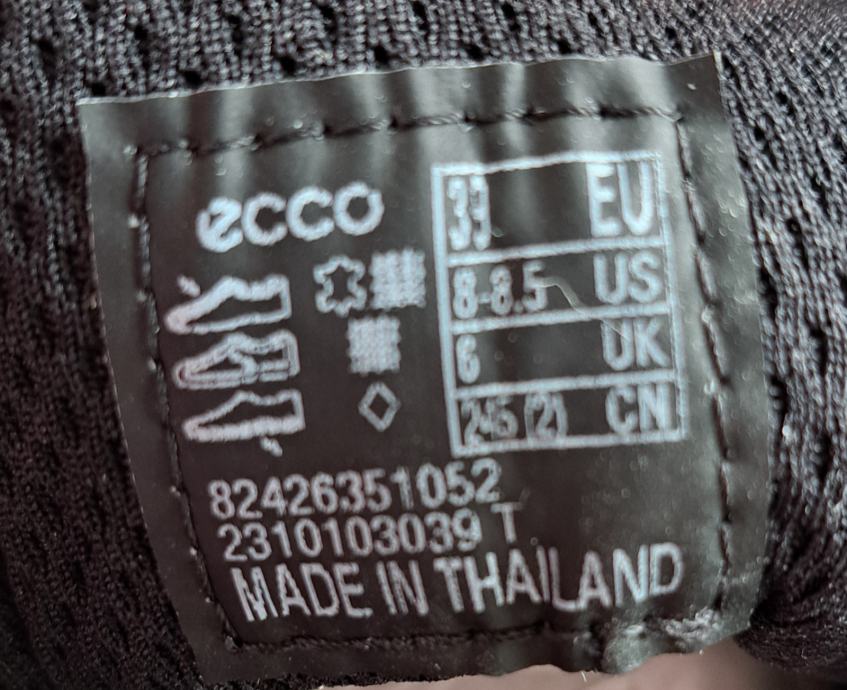 ecco
39 EU
8-8.5 US
6 UK
245 (2) CN
82426351052
2310103039 T
MADE IN THAILAND